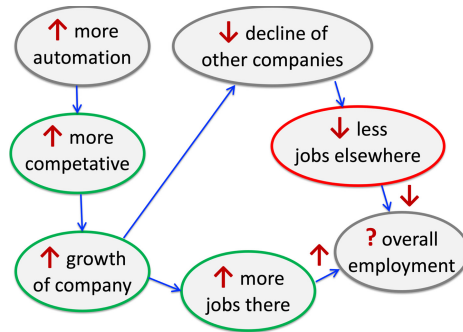 ↑ more
automation
↓ decline of
other companies
↑ more
competative
↓ less
jobs elsewhere
↑ growth
of company
↑ more
jobs there
? overall
employment